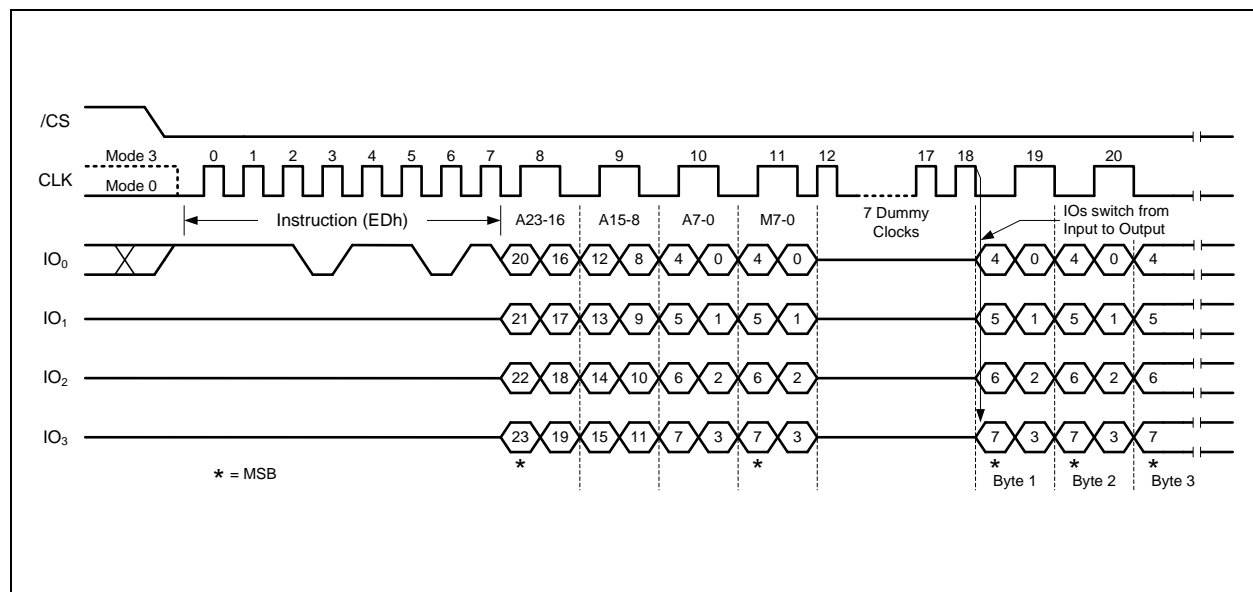 /CS
Mode 3 0 1 2 3 4 5 6 7 8 9 10 11 12 17 18 19 20
CLK
Mode 0
Instruction (EDh) A23-16 A15-8 A7-0 M7-0 7 Dummy Clocks IOs switch from Input to Output
IO0 20 16 12 8 4 0 4 0 4 0 4 0 4
IO1 21 17 13 9 5 1 5 1 5 1 5 1 5
IO2 22 18 14 10 6 2 6 2 6 2 6 2 6
IO3 23 19 15 11 7 3 7 3 7 3 7 3 7
* * * * *
* = MSB Byte 1 Byte 2 Byte 3